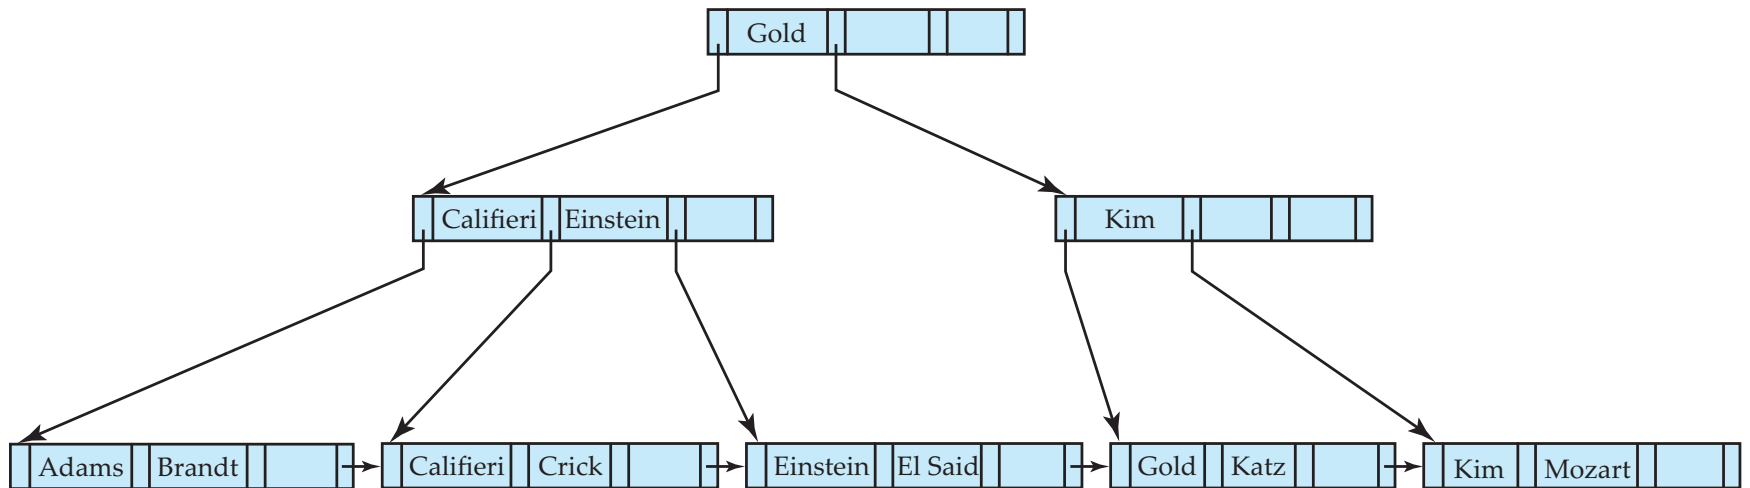 Gold
Califieri Einstein
Kim
Adams Brandt
Califieri Crick
Einstein El Said
Gold Katz
Kim Mozart